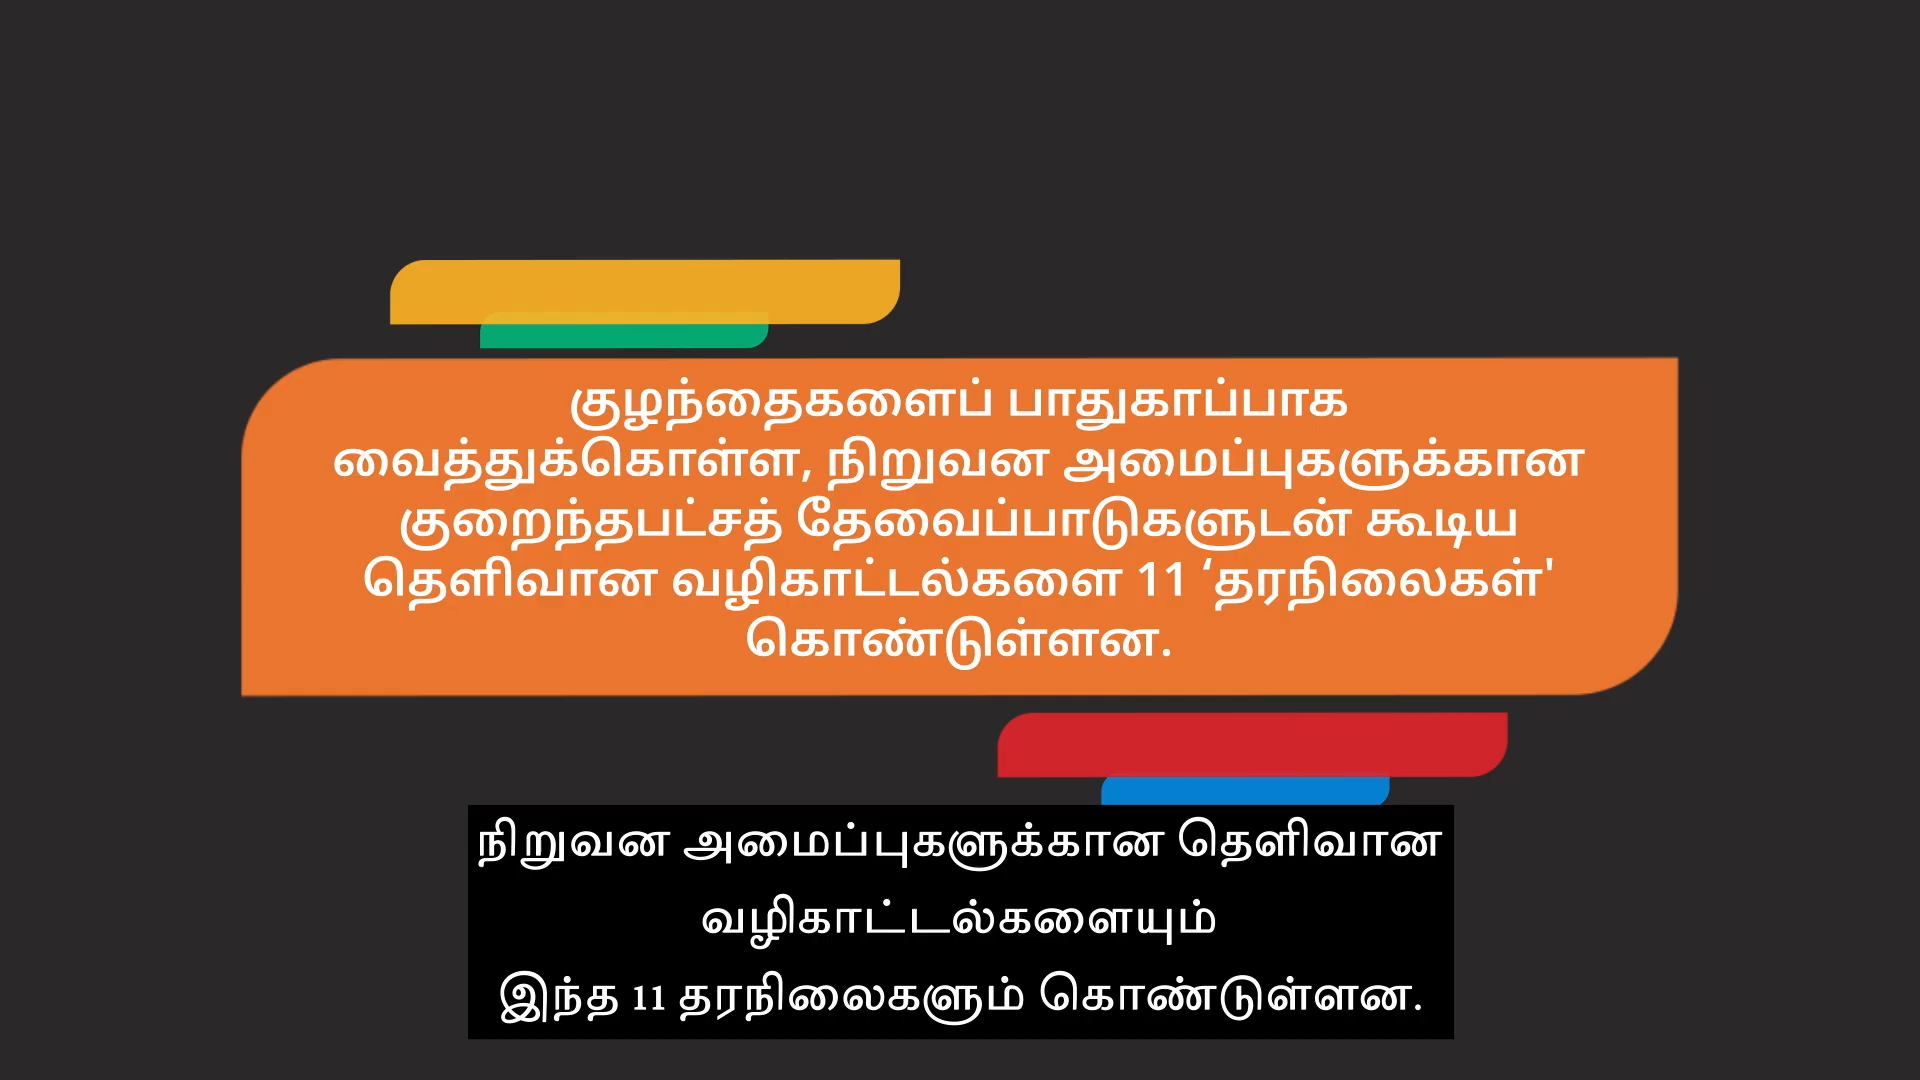 குழந்தைகளைப் பாதுகாப்பாக
வைத்துக்கொள்ள, நிறுவன அமைப்புகளுக்கான
குறைந்தபட்சத் தேவைப்பாடுகளுடன் கூடிய
தெளிவான வழிகாட்டல்களை 11 ‘தரநிலைகள்'
கொண்டுள்ளன.
நிறுவன அமைப்புகளுக்கான தெளிவான
வழிகாட்டல்களையும்
இந்த 11 தரநிலைகளும் கொண்டுள்ளன.